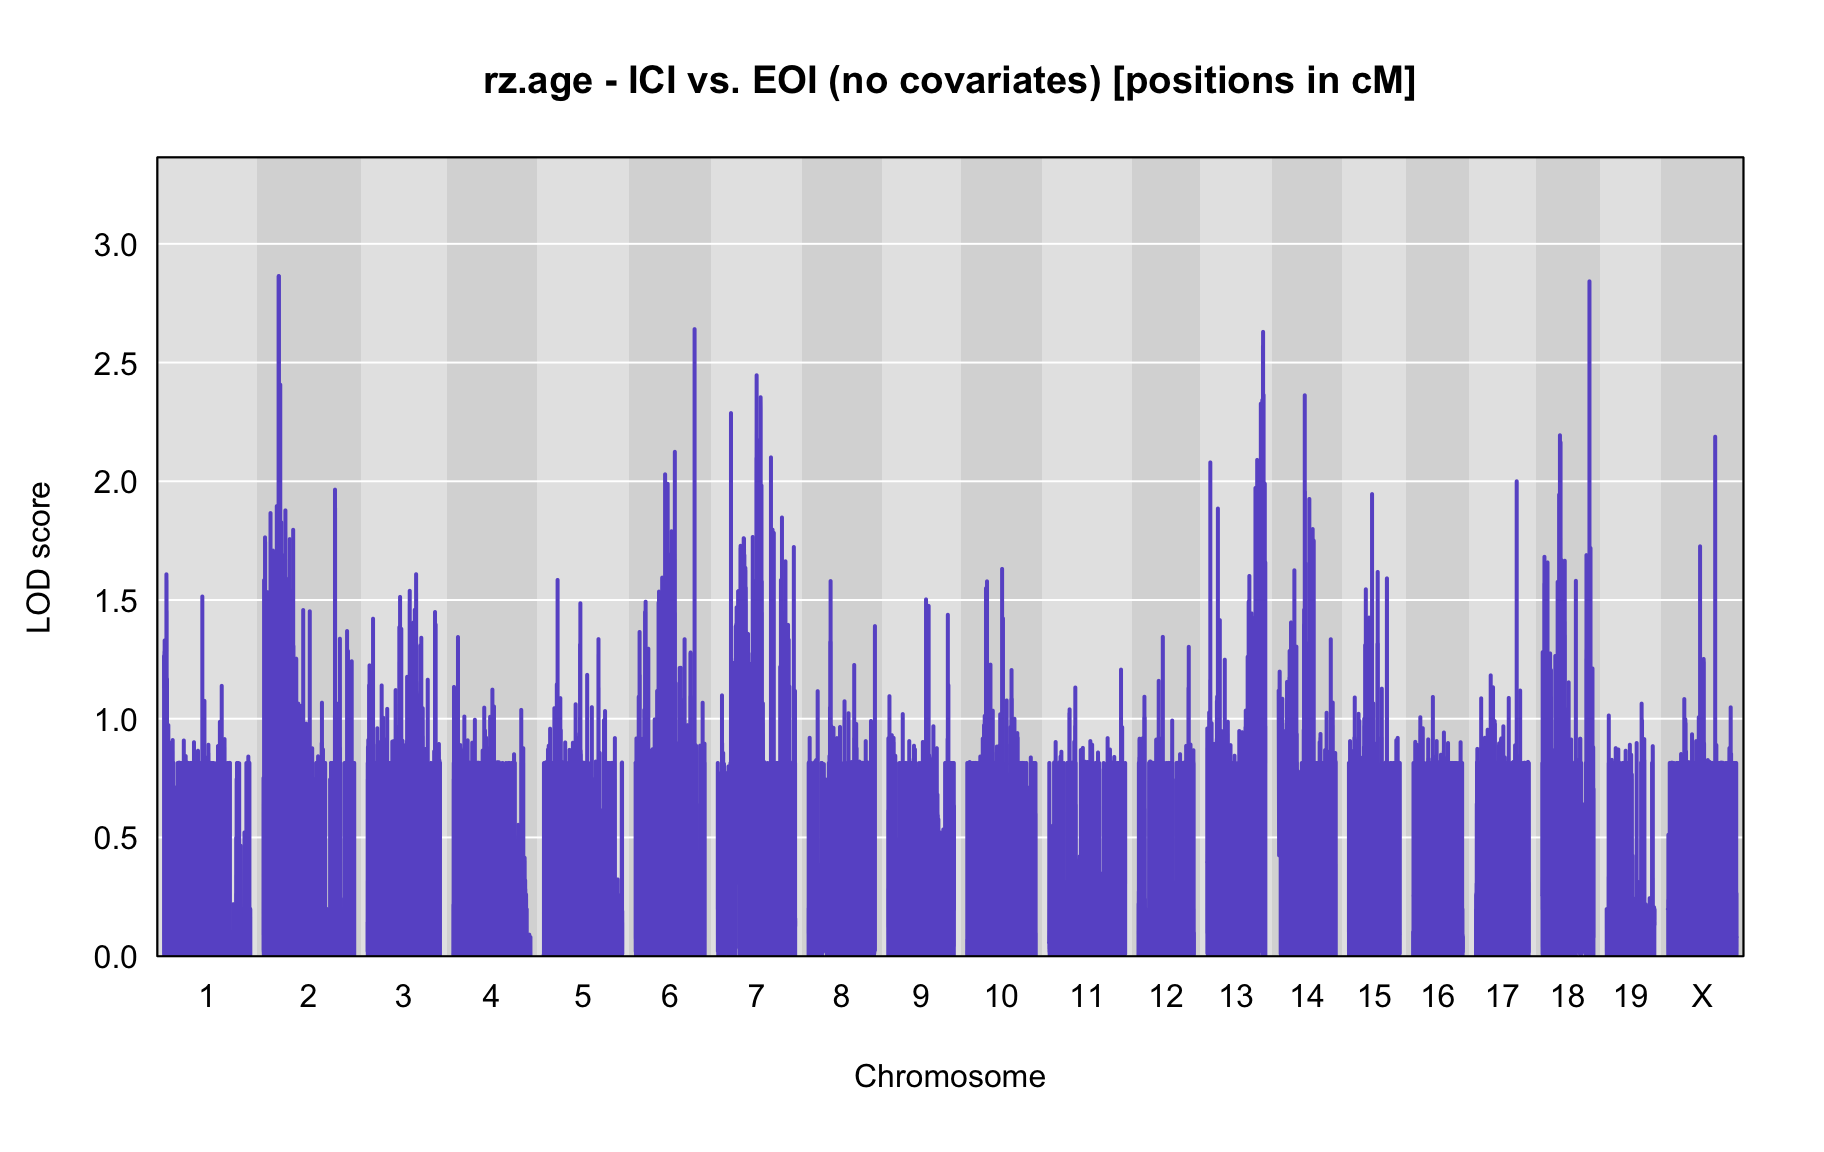 rz.age - ICI vs. EOI (no covariates) [positions in cM]
LOD score
3.0
2.5
2.0
1.5
1.0
0.5
0.0
1 2 3 4 5 6 7 8 9 10 11 12 13 14 15 16 17 18 19 X
Chromosome